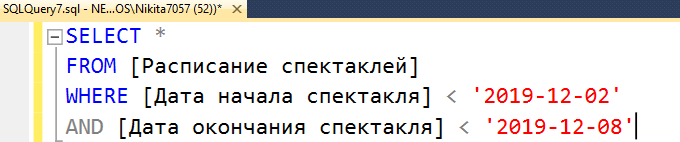 SQLQuery7.sql - NE...OS\Nikita7057 (52))*
SELECT *
FROM [Расписание спектаклей]
WHERE [Дата начала спектакля] < '2019-12-02'
AND [Дата окончания спектакля] < '2019-12-08'